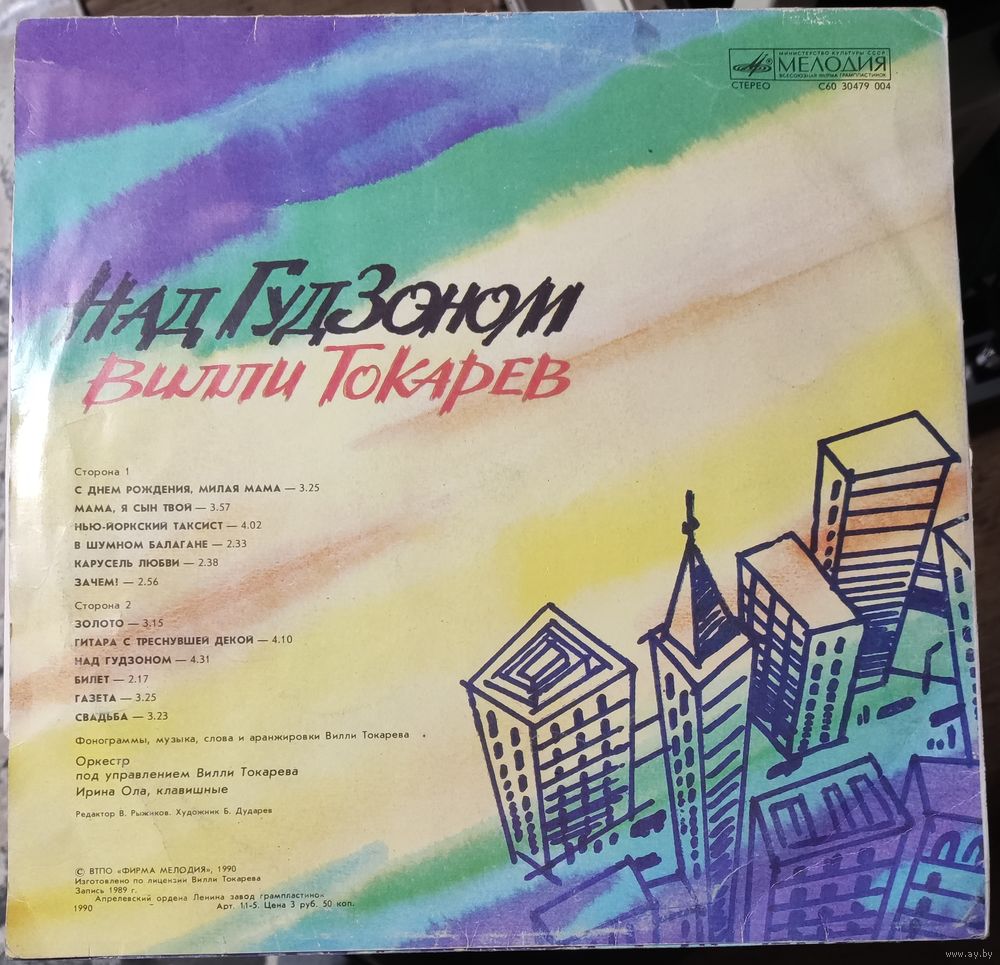 МИНИСТЕРСТВО КУЛЬТУРЫ СССР
МЕЛОДИЯ
ВСЕСОЮЗНАЯ ФИРМА ГРАМПЛАСТИНОК
СТЕРЕО С60 30479 004
НАД ГУДЗОНОМ
ВИЛЛИ ТОКАРЕВ
Сторона 1
С ДНЕМ РОЖДЕНИЯ, МИЛАЯ МАМА — 3.25
МАМА, Я СЫН ТВОЙ — 3.57
НЬЮ-ЙОРКСКИЙ ТАКСИСТ — 4.02
В ШУМНОМ БАЛАГАНЕ — 2.33
КАРУСЕЛЬ ЛЮБВИ — 2.38
ЗАЧЕМ! — 2.56
Сторона 2
ЗОЛОТО — 3.15
ГИТАРА С ТРЕСНУВШЕЙ ДЕКОЙ — 4.10
НАД ГУДЗОНОМ — 4.31
БИЛЕТ — 2.17
ГАЗЕТА — 3.25
СВАДЬБА — 3.23
Фонограммы, музыка, слова и аранжировки Вилли Токарева
Оркестр
под управлением Вилли Токарева
Ирина Ола, клавишные
Редактор В. Рыжиков. Художник Б. Дударев
© ВТПО «ФИРМА МЕЛОДИЯ», 1990
Изготовлено по лицензии Вилли Токарева
Запись 1989 г.
Апрелевский ордена Ленина завод грампластинок
1990 Арт. 11-5. Цена 3 руб. 50 коп.
www.ay.by